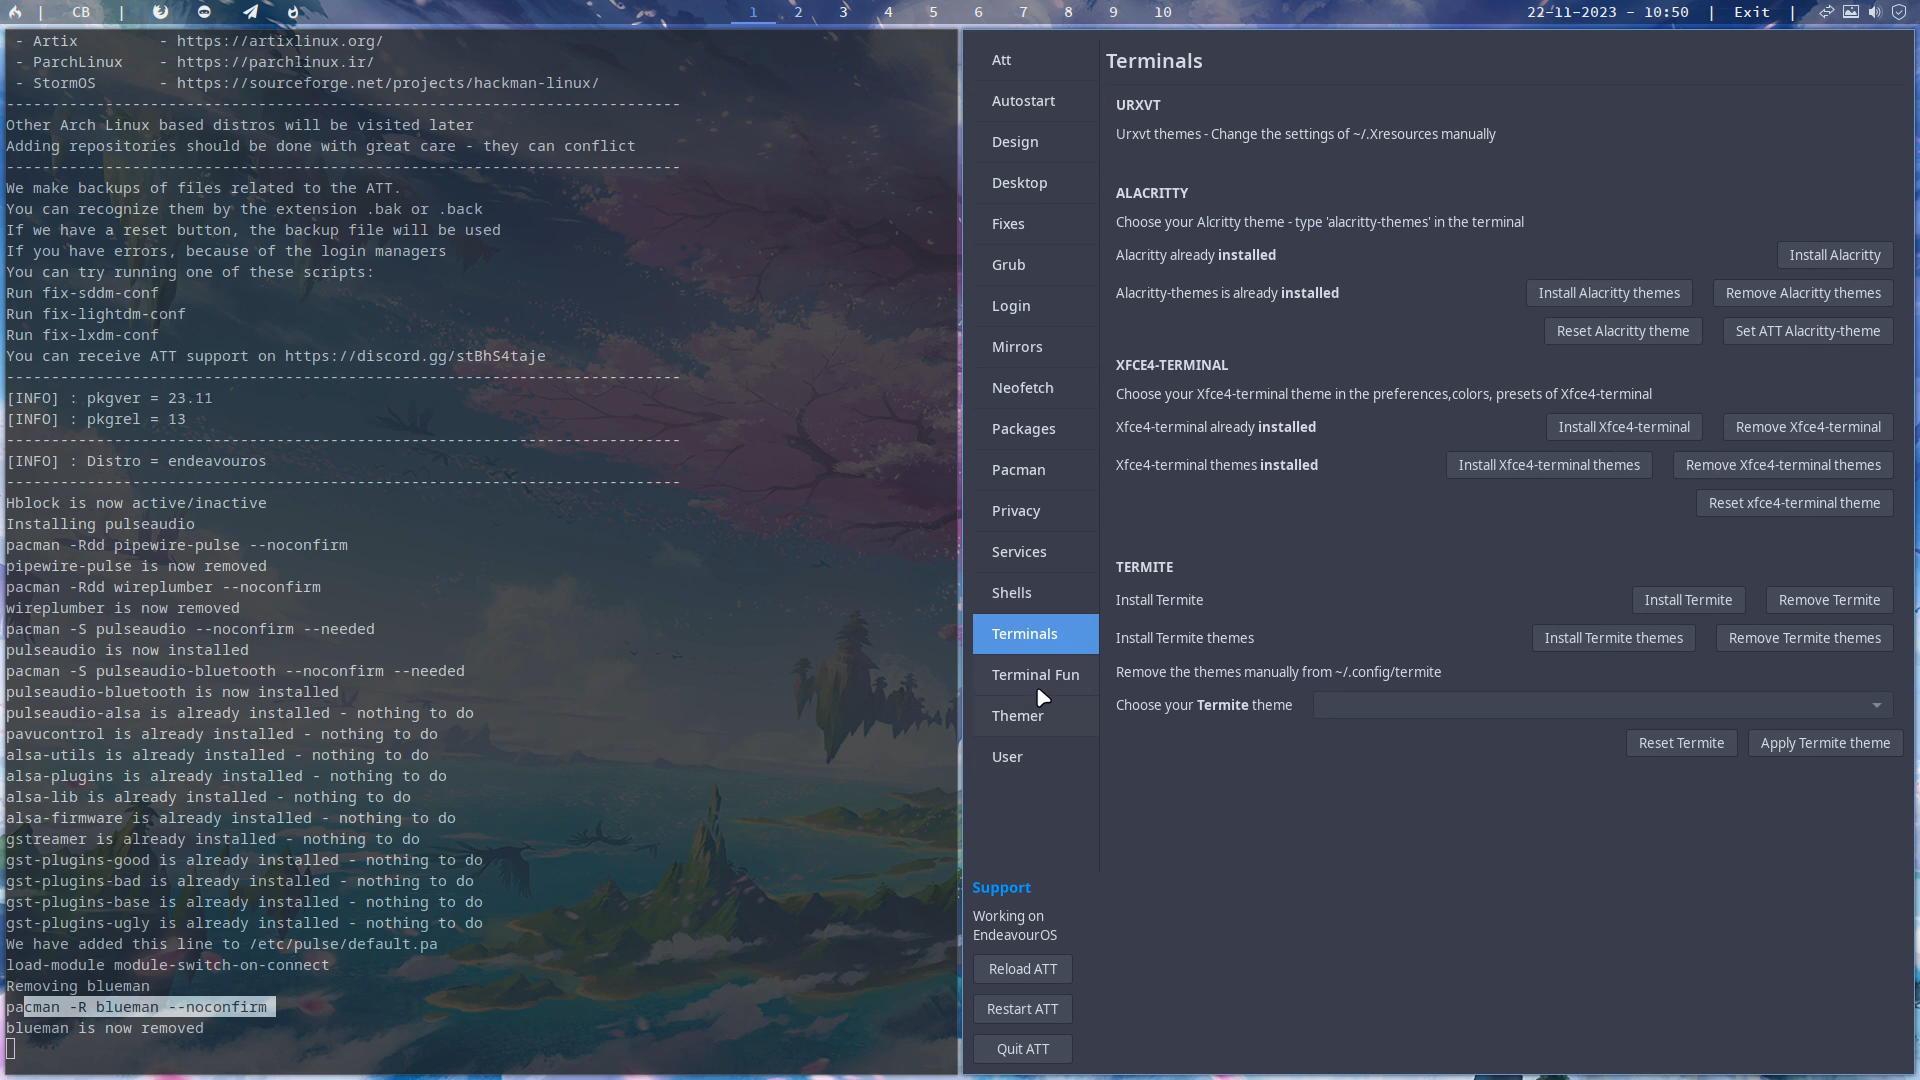 | CB | 1 2 3 4 5 6 7 8 9 10 22-11-2023 - 10:50 | Exit |
- Artix - https://artixlinux.org/
- ParchLinux - https://parchlinux.ir/
- StormOS - https://sourceforge.net/projects/hackman-linux/
---------------------------------------------------------------------------
Other Arch Linux based distros will be visited later
Adding repositories should be done with great care - they can conflict
---------------------------------------------------------------------------
We make backups of files related to the ATT.
You can recognize them by the extension .bak or .back
If we have a reset button, the backup file will be used
If you have errors, because of the login managers
You can try running one of these scripts:
Run fix-sddm-conf
Run fix-lightdm-conf
Run fix-lxdm-conf
You can receive ATT support on https://discord.gg/stBhS4taje
---------------------------------------------------------------------------
[INFO] : pkgver = 23.11
[INFO] : pkgrel = 13
---------------------------------------------------------------------------
[INFO] : Distro = endeavouros
---------------------------------------------------------------------------
Hblock is now active/inactive
Installing pulseaudio
pacman -Rdd pipewire-pulse --noconfirm
pipewire-pulse is now removed
pacman -Rdd wireplumber --noconfirm
wireplumber is now removed
pacman -S pulseaudio --noconfirm --needed
pulseaudio is now installed
pacman -S pulseaudio-bluetooth --noconfirm --needed
pulseaudio-bluetooth is now installed
pulseaudio-alsa is already installed - nothing to do
pavucontrol is already installed - nothing to do
alsa-utils is already installed - nothing to do
alsa-plugins is already installed - nothing to do
alsa-lib is already installed - nothing to do
alsa-firmware is already installed - nothing to do
gstreamer is already installed - nothing to do
gst-plugins-good is already installed - nothing to do
gst-plugins-bad is already installed - nothing to do
gst-plugins-base is already installed - nothing to do
gst-plugins-ugly is already installed - nothing to do
We have added this line to /etc/pulse/default.pa
load-module module-switch-on-connect
Removing blueman
pacman -R blueman --noconfirm
blueman is now removed
Att
Autostart
Design
Desktop
Fixes
Grub
Login
Mirrors
Neofetch
Packages
Pacman
Privacy
Services
Shells
Terminals
Terminal Fun
Themer
User
Support
Working on
EndeavourOS
Reload ATT
Restart ATT
Quit ATT
Terminals
URXVT
Urxvt themes - Change the settings of ~/.Xresources manually
ALACRITTY
Choose your Alcritty theme - type 'alacritty-themes' in the terminal
Alacritty already installed Install Alacritty
Alacritty-themes is already installed Install Alacritty themes Remove Alacritty themes
Reset Alacritty theme Set ATT Alacritty-theme
XFCE4-TERMINAL
Choose your Xfce4-terminal theme in the preferences,colors, presets of Xfce4-terminal
Xfce4-terminal already installed Install Xfce4-terminal Remove Xfce4-terminal
Xfce4-terminal themes installed Install Xfce4-terminal themes Remove Xfce4-terminal themes
Reset xfce4-terminal theme
TERMITE
Install Termite Install Termite Remove Termite
Install Termite themes Install Termite themes Remove Termite themes
Remove the themes manually from ~/.config/termite
Choose your Termite theme
Reset Termite Apply Termite theme